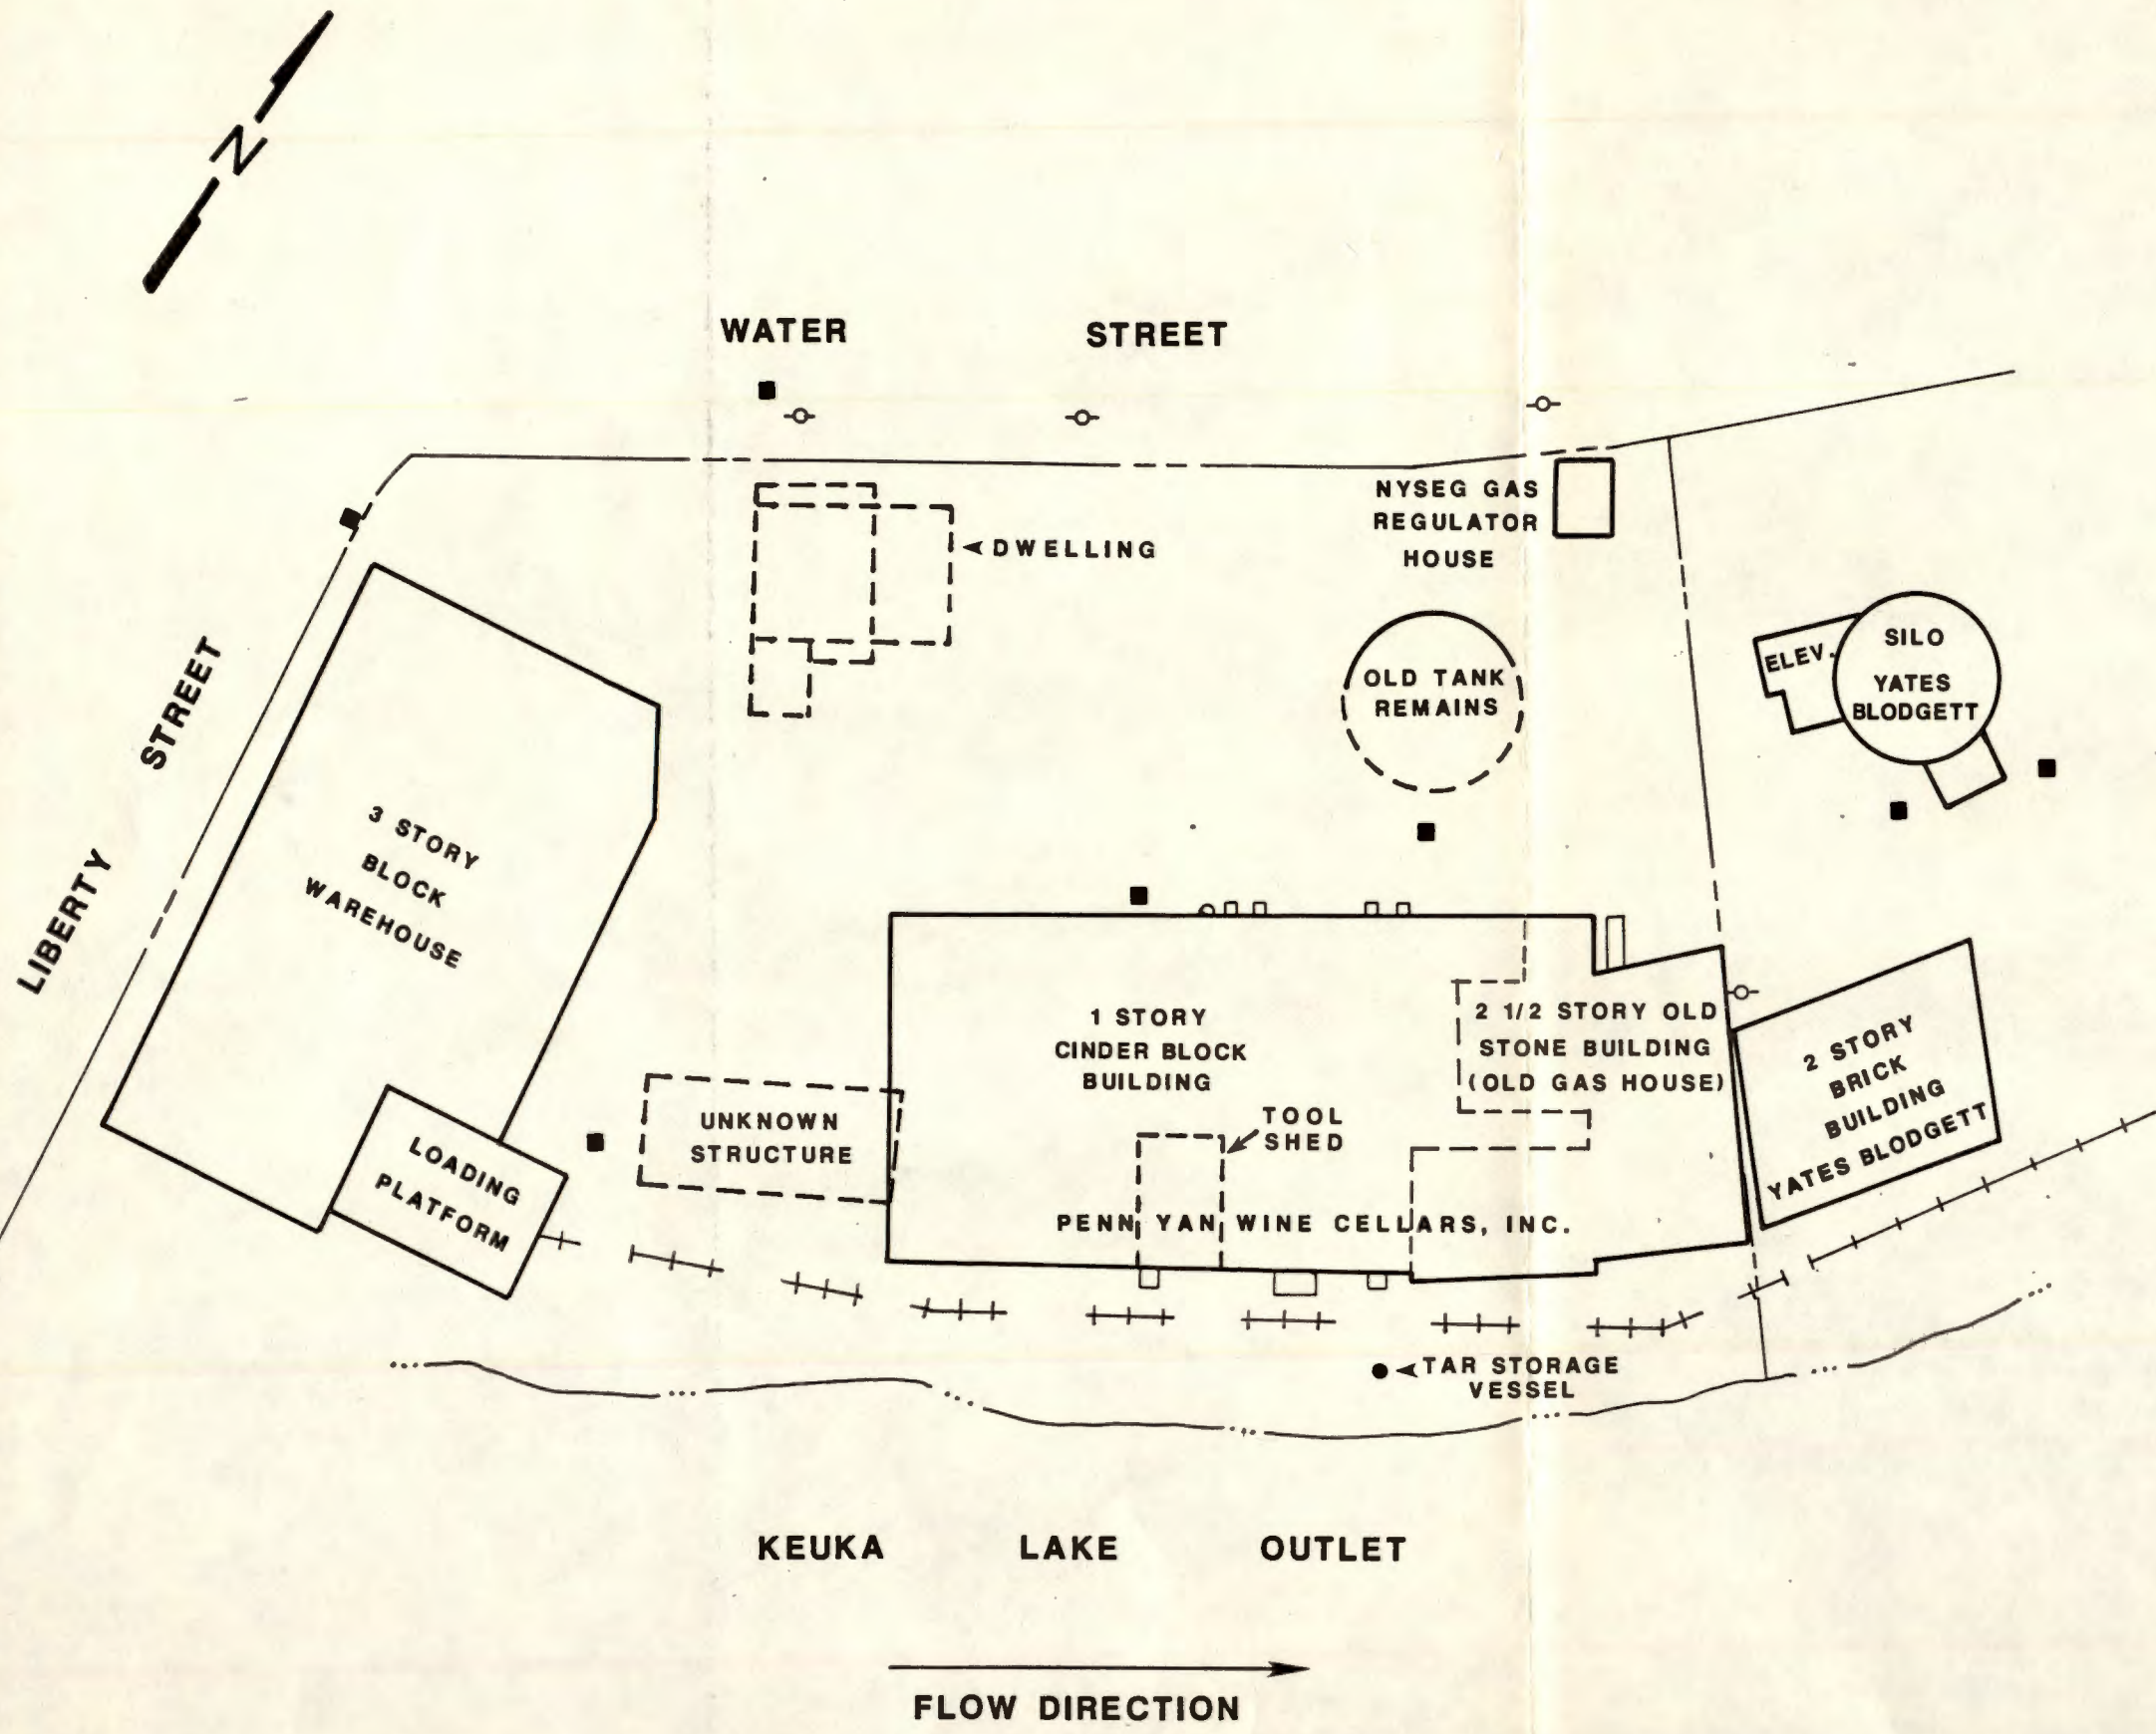 N
WATER STREET
NYSEG GAS
REGULATOR
HOUSE
DWELLING
LIBERTY STREET
OLD TANK
REMAINS
ELEV.
SILO
YATES
BLODGETT
3 STORY
BLOCK
WAREHOUSE
1 STORY
CINDER BLOCK
BUILDING
2 1/2 STORY OLD
STONE BUILDING
(OLD GAS HOUSE)
2 STORY
BRICK
BUILDING
YATES BLODGETT
UNKNOWN
STRUCTURE
TOOL
SHED
LOADING
PLATFORM
PENN YAN WINE CELLARS, INC.
TAR STORAGE
VESSEL
KEUKA LAKE OUTLET
FLOW DIRECTION